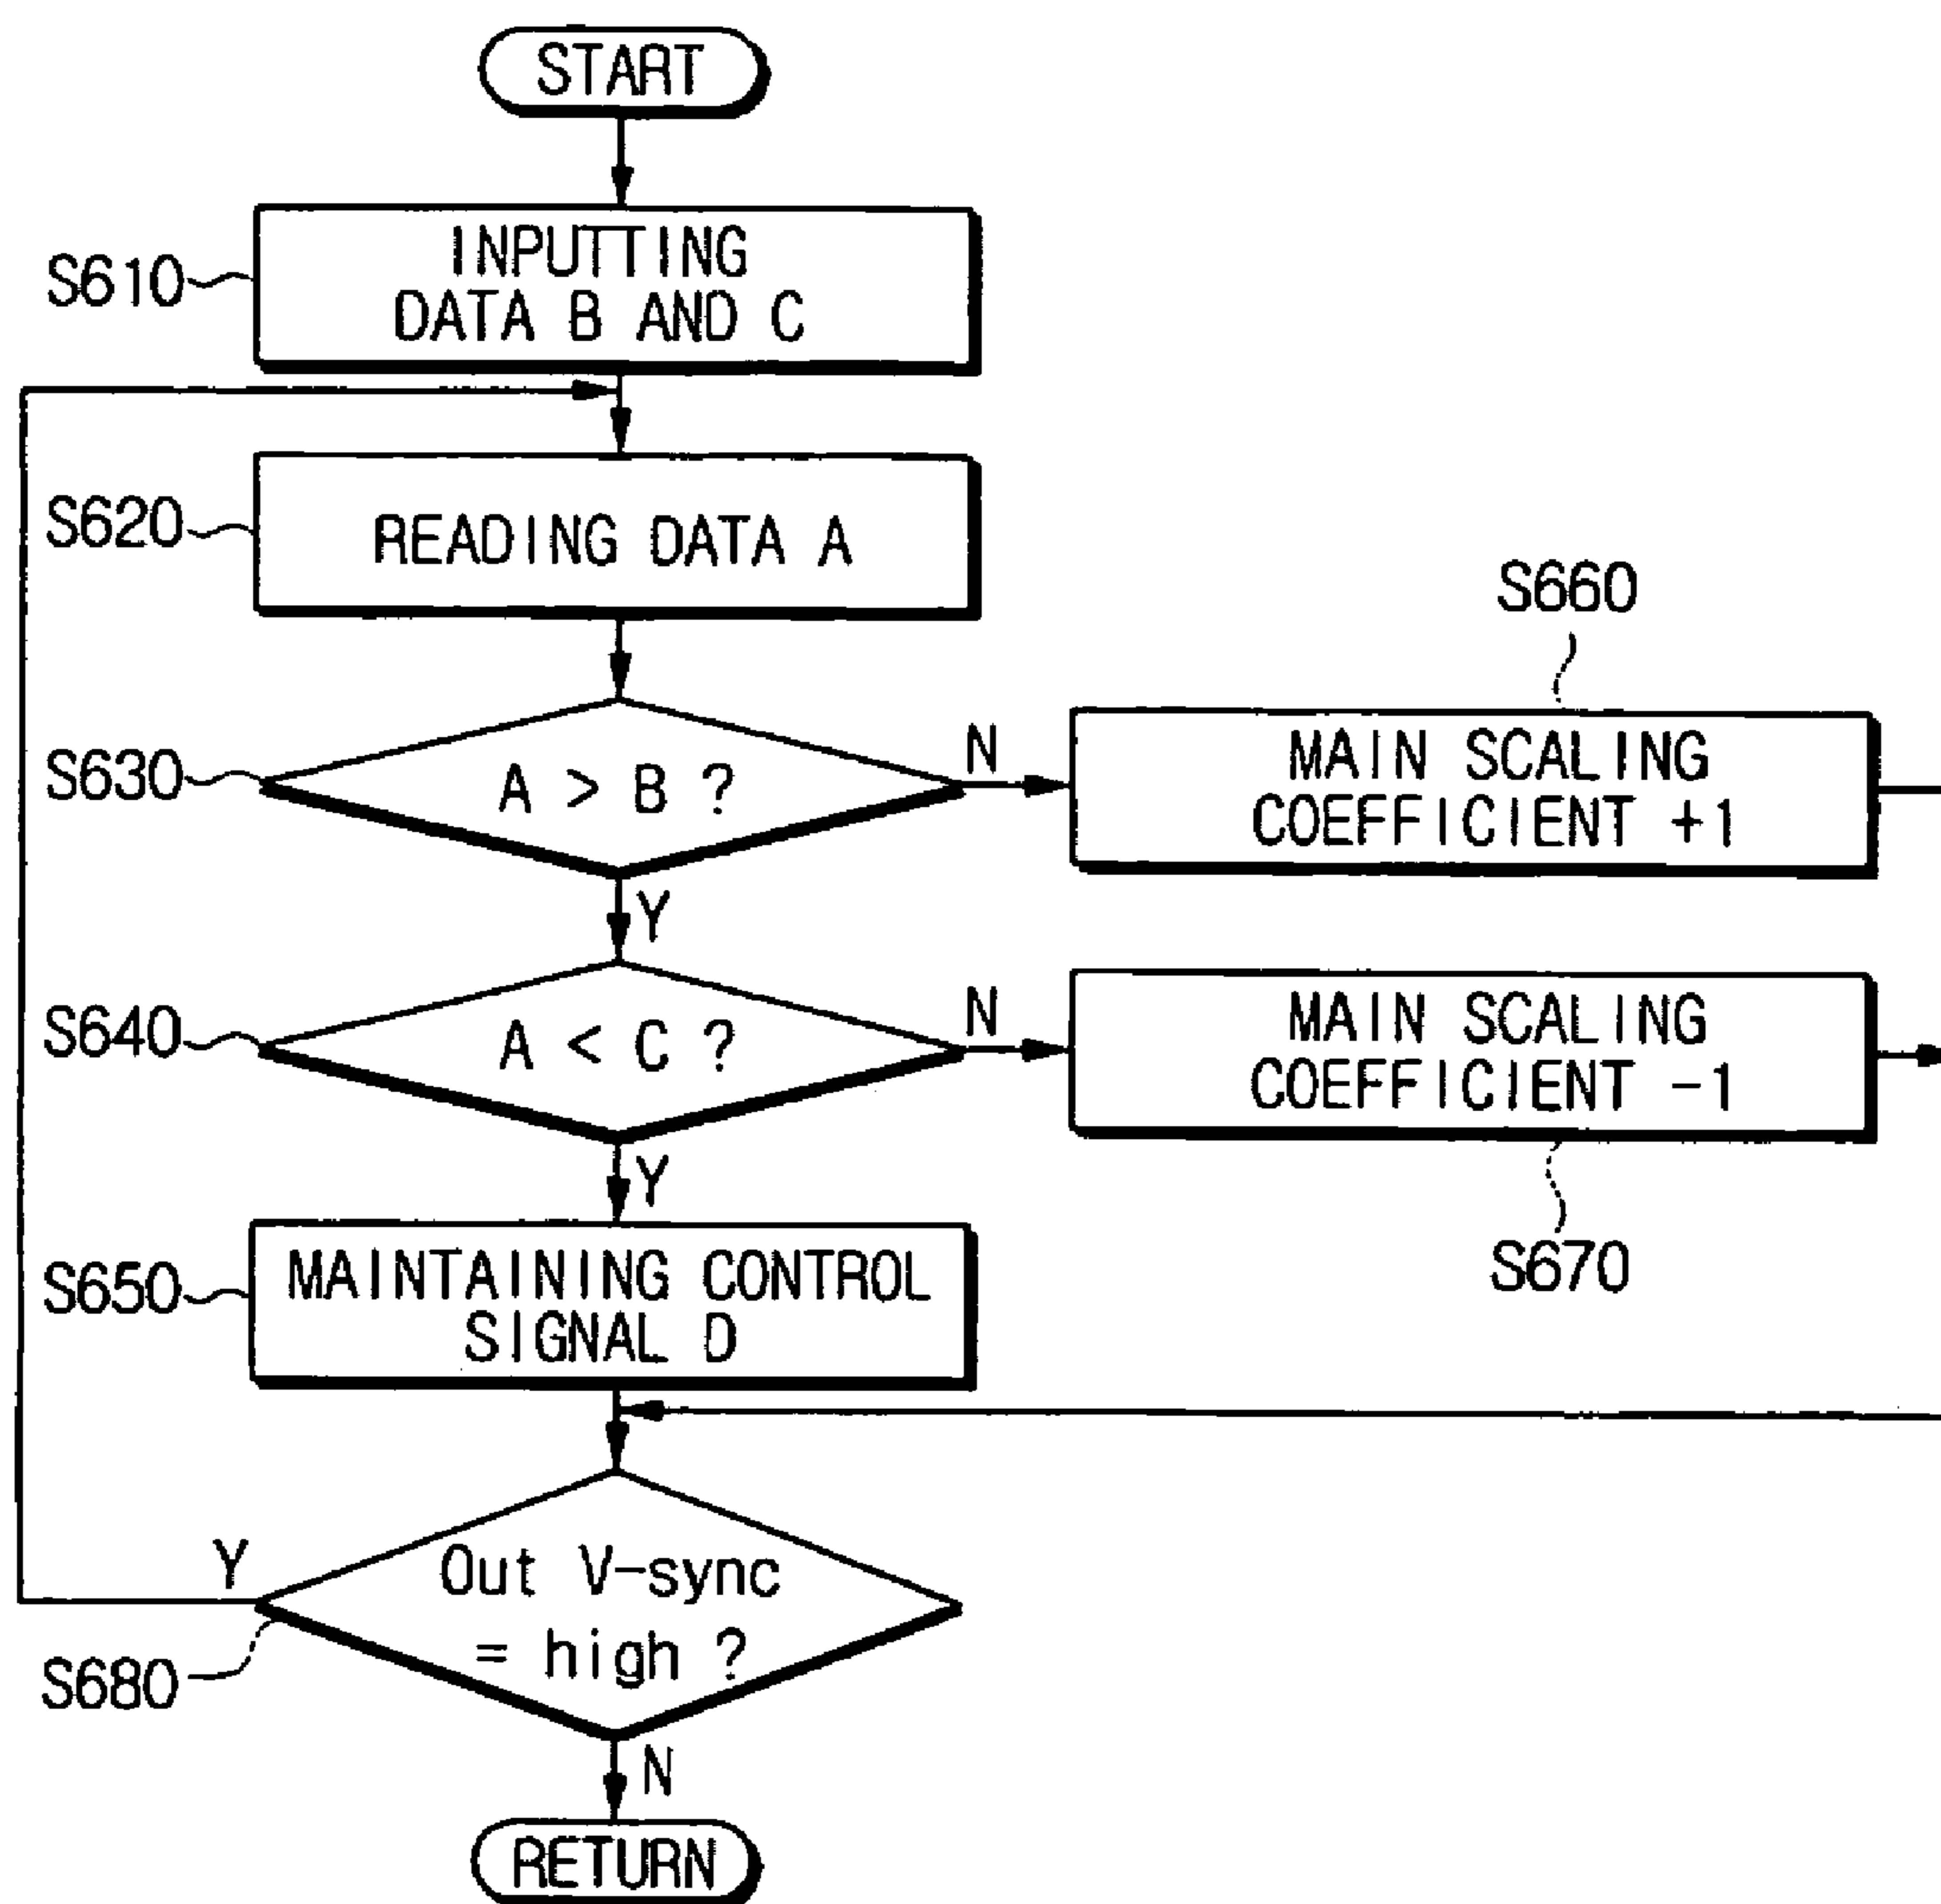 START
S610
INPUTTING
DATA B AND C
S620
READING DATA A
S660
S630
A > B ?
N
MAIN SCALING
COEFFICIENT +1
Y
S640
A < C ?
N
MAIN SCALING
COEFFICIENT -1
Y
S670
S650
MAINTAINING CONTROL
SIGNAL D
Y
Out V-sync
= high ?
S680
N
RETURN